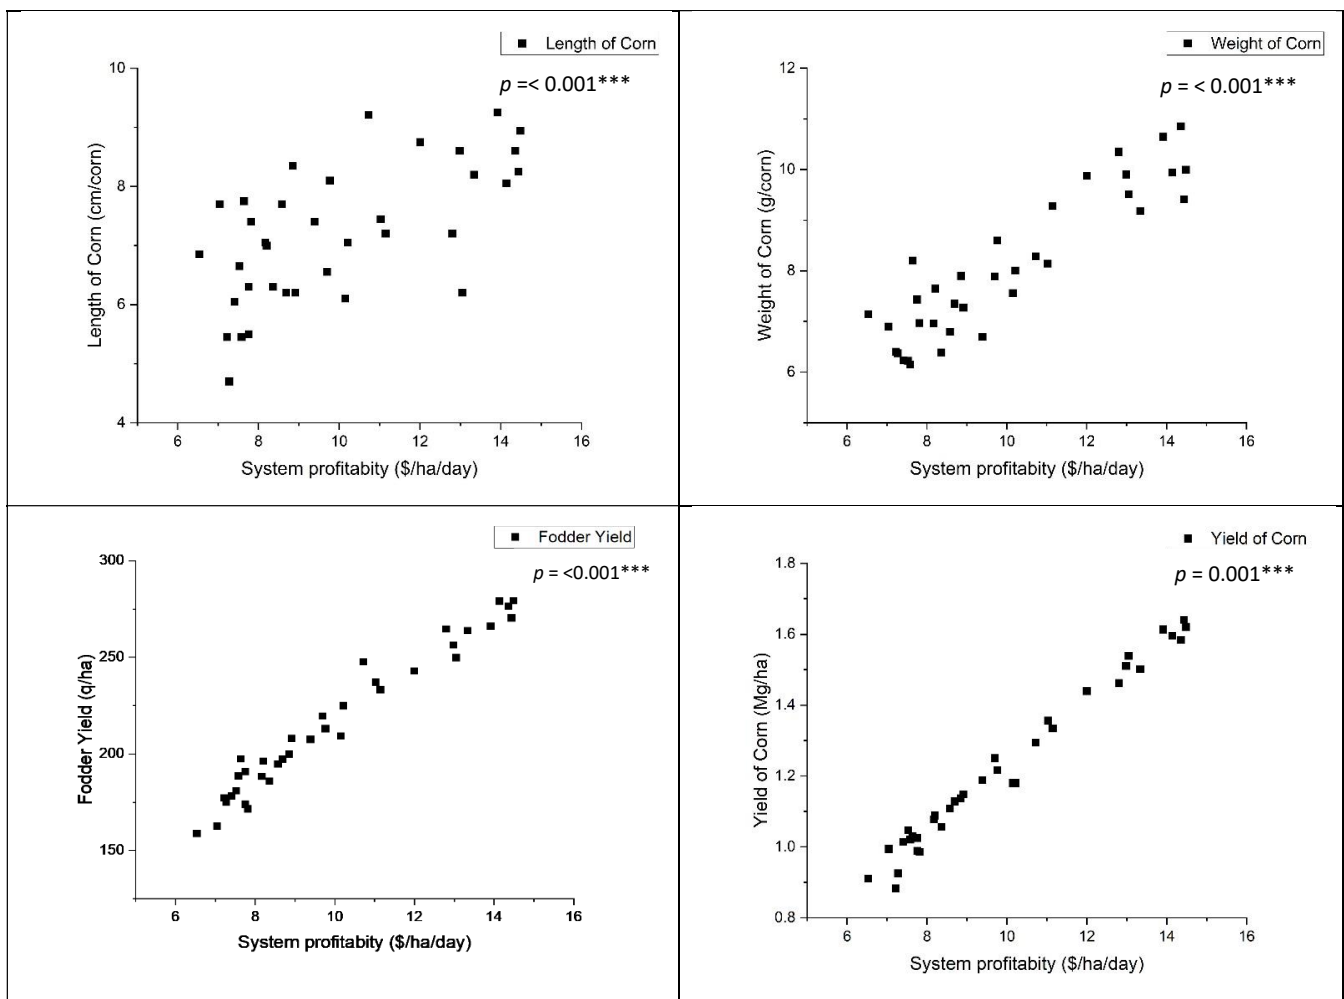 Length of Corn
p =< 0.001***
10
8
6
4
Length of Corn (cm/corn)
6 8 10 12 14 16
System profitabity ($/ha/day)
Weight of Corn
p = < 0.001***
12
10
8
6
Weight of Corn (g/corn)
6 8 10 12 14 16
System profitabity ($/ha/day)
Fodder Yield
p = <0.001***
300
250
200
150
Fodder Yield (q/ha)
6 8 10 12 14 16
System profitabity ($/ha/day)
Yield of Corn
p = 0.001***
1.8
1.6
1.4
1.2
1.0
0.8
Yield of Corn (Mg/ha)
6 8 10 12 14 16
System profitabity ($/ha/day)